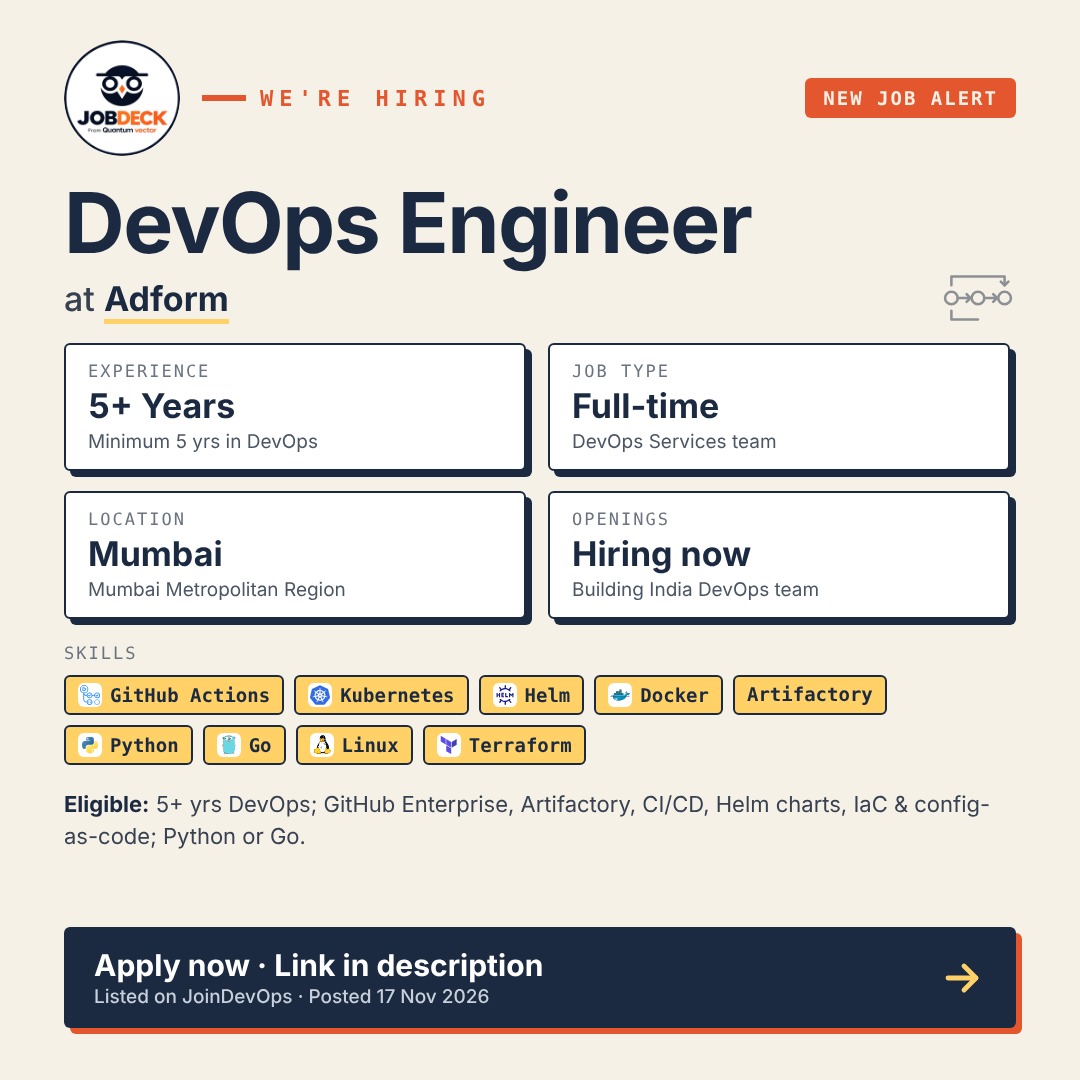 JOBDECK
From Quantum vector
WE'RE HIRING
NEW JOB ALERT
DevOps Engineer
at Adform
EXPERIENCE
5+ Years
Minimum 5 yrs in DevOps
JOB TYPE
Full-time
DevOps Services team
LOCATION
Mumbai
Mumbai Metropolitan Region
OPENINGS
Hiring now
Building India DevOps team
SKILLS
GitHub Actions
Kubernetes
HELM
Helm
Docker
Artifactory
Python
Go
Linux
Terraform
Eligible: 5+ yrs DevOps; GitHub Enterprise, Artifactory, CI/CD, Helm charts, IaC & config-
as-code; Python or Go.
Apply now · Link in description
Listed on JoinDevOps · Posted 17 Nov 2026